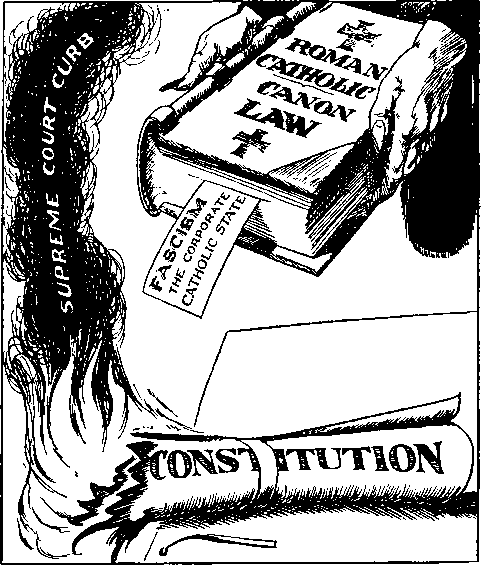 SUPREME COURT CURB
ROMAN
CATHOLIC
CANON
LAW
FASCISM
THE CORPORATE
CATHOLIC STATE
CONSTITUTION